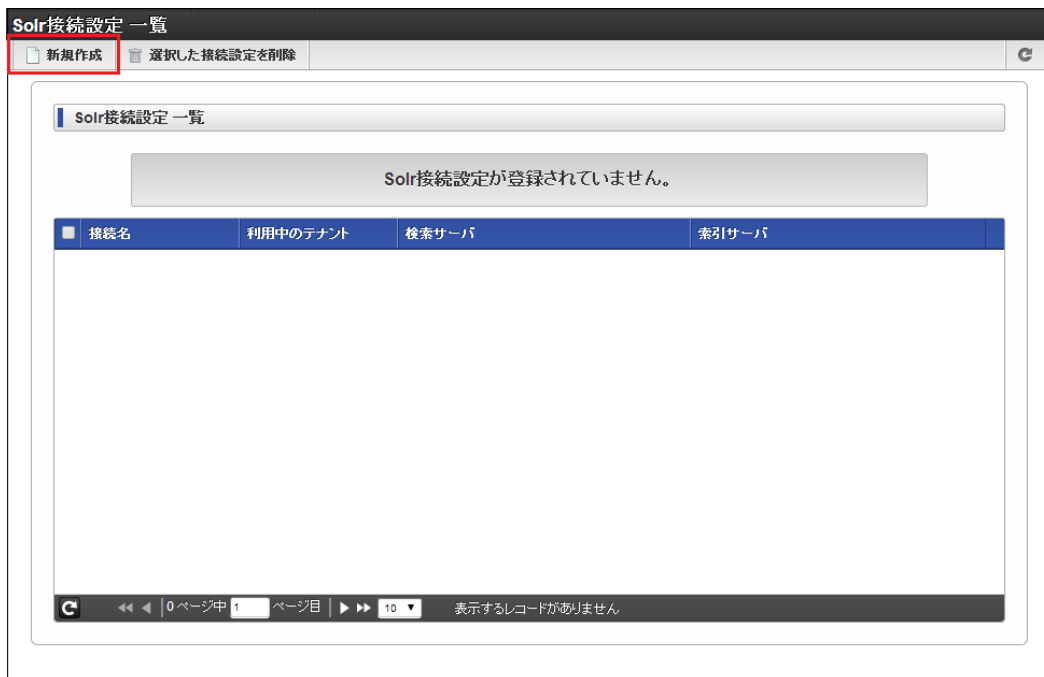 Solr接続設定 一覧
新規作成 選択した接続設定を削除
Solr接続設定 一覧
Solr接続設定が登録されていません。
接続名 利用中のテナント 検索サーバ 索引サーバ
0ページ中 1 ページ目 10 表示するレコードがありません